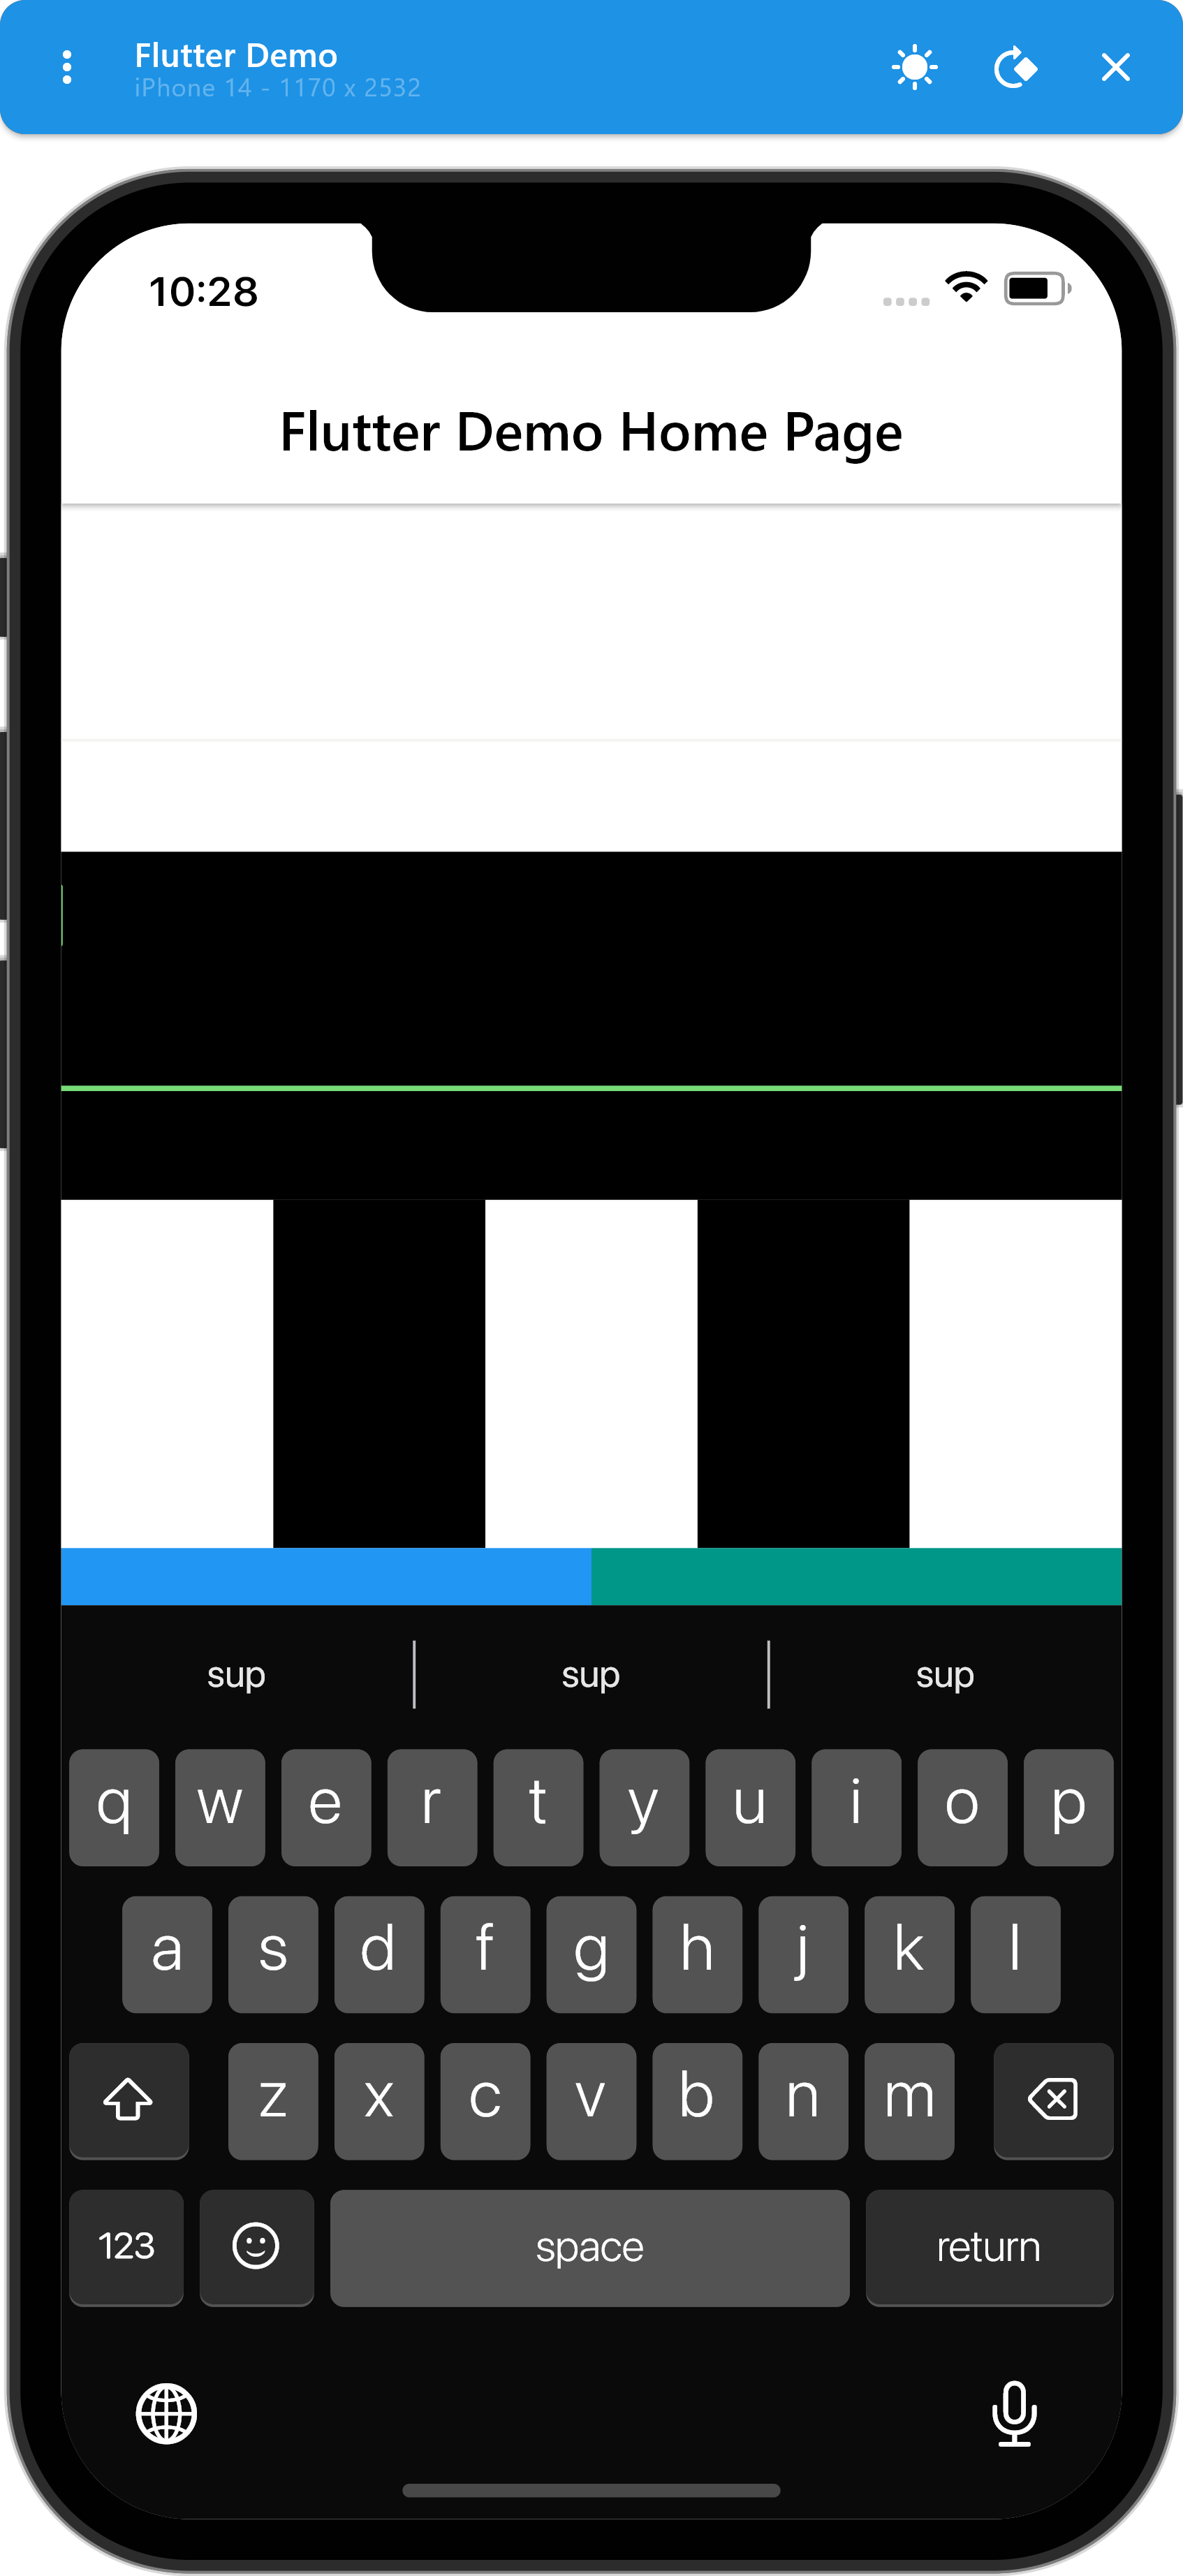 Flutter Demo
iPhone 14 - 1170 x 2532
10:28
Flutter Demo Home Page
sup sup sup
q w e r t y u i o p
a s d f g h j k l
z x c v b n m
123 space return